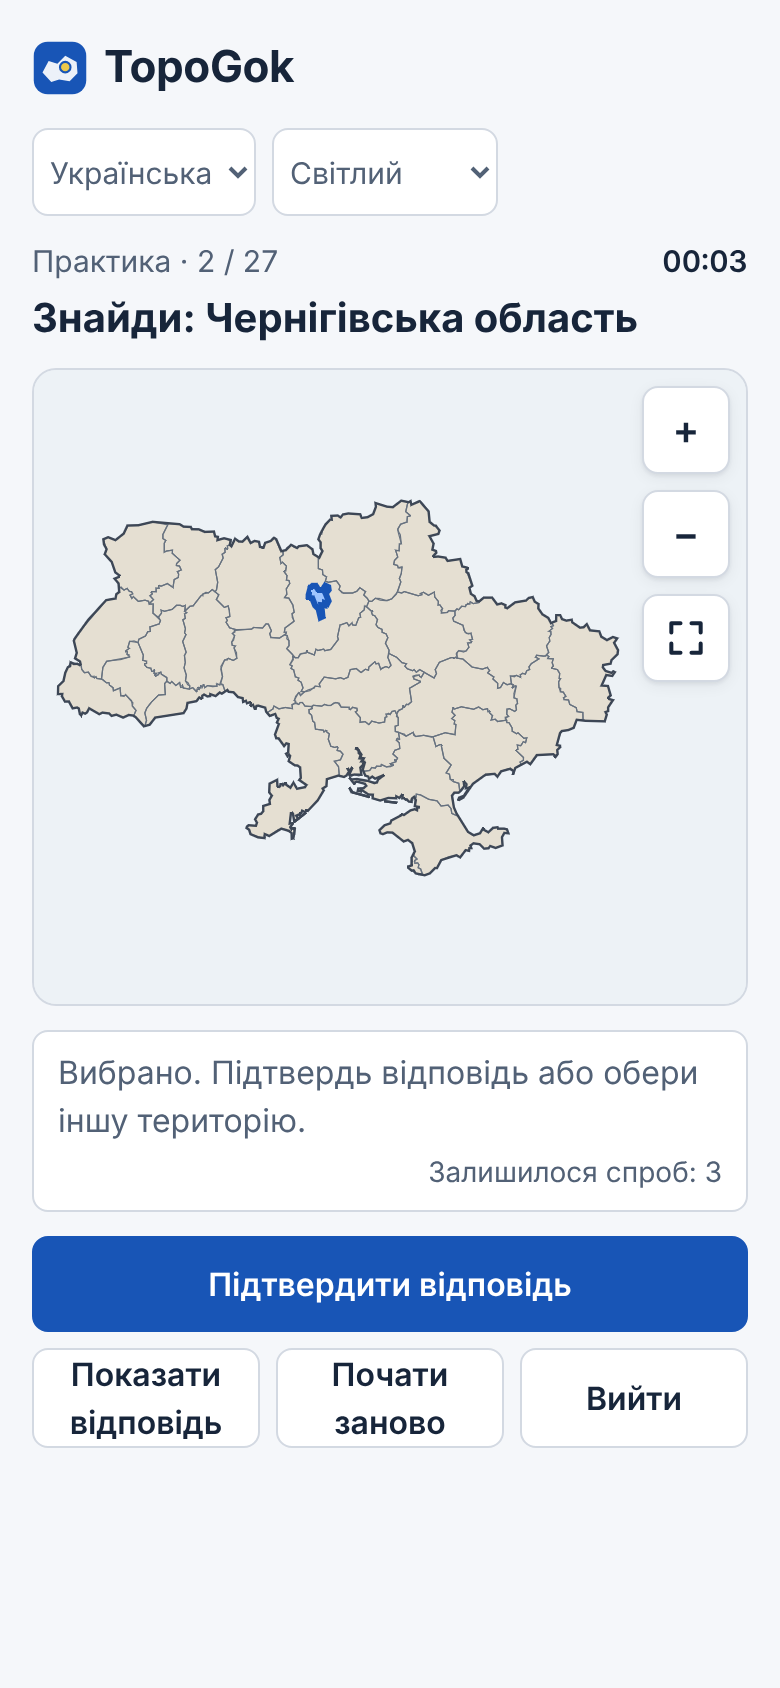 TopoGok
Українська
Світлий
Практика · 2 / 27
00:03
Знайди: Чернігівська область
+
−
Вибрано. Підтвердь відповідь або обери
іншу територію.
Залишилося спроб: 3
Підтвердити відповідь
Показати
відповідь
Почати
заново
Вийти